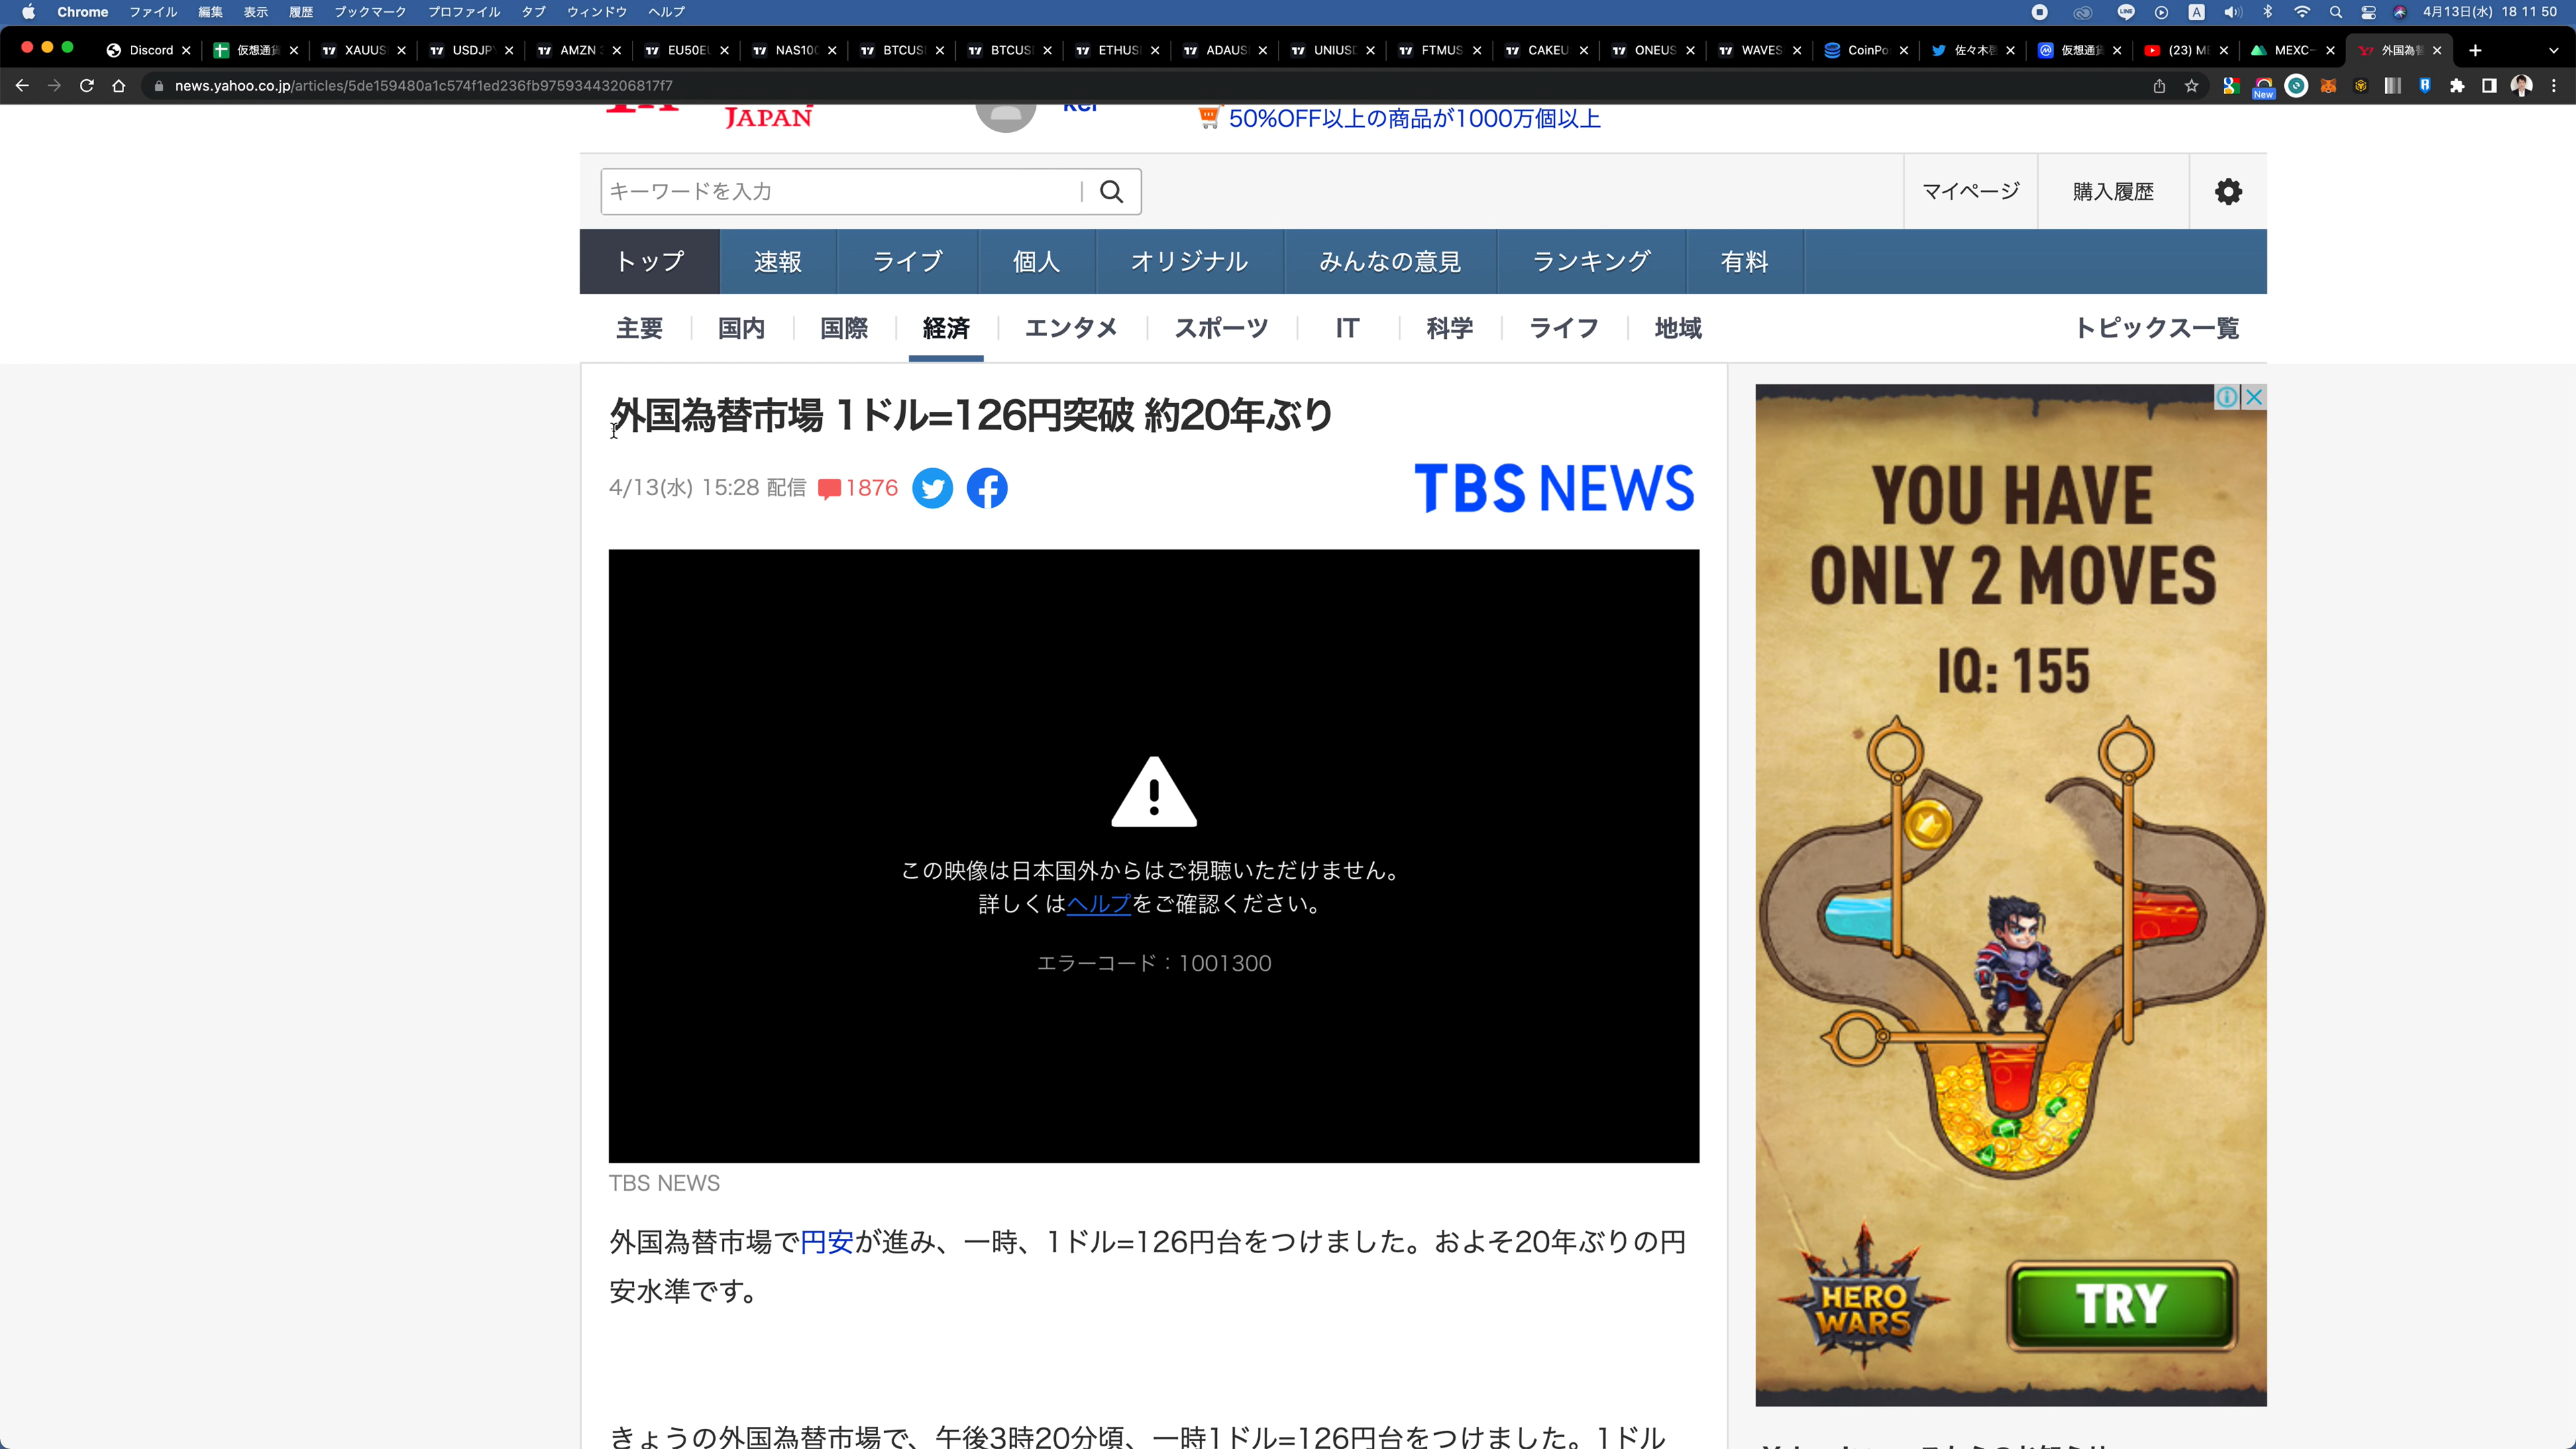 Chrome ファイル 編集 表示 履歴 ブックマーク プロファイル タブ ウィンドウ ヘルプ
4月13日(水) 18 11 50
Discord 仮想通貨 XAUUS USDJP AMZN EU50E NAS100 BTCUS BTCUS ETHUS ADAUS UNIUSD FTMUS CAKEU ONEUS WAVES CoinPo 佐々木 仮想通貨 (23) ME MEXC 外国為替
news.yahoo.co.jp/articles/5de159480a1c574f1ed236fb97593443206817f7
New
JAPAN
50%OFF以上の商品が1000万個以上
キーワードを入力
マイページ 購入履歴
トップ 速報 ライブ 個人 オリジナル みんなの意見 ランキング 有料
主要 国内 国際 経済 エンタメ スポーツ IT 科学 ライフ 地域 トピックス一覧
外国為替市場 1ドル=126円突破 約20年ぶり
4/13(水) 15:28 配信 1876
TBS NEWS
この映像は日本国外からはご視聴いただけません。
詳しくはヘルプをご確認ください。
エラーコード：1001300
TBS NEWS
外国為替市場で円安が進み、一時、1ドル=126円台をつけました。およそ20年ぶりの円
安水準です。
きょうの外国為替市場で、午後3時20分頃、一時1ドル=126円台をつけました。1ドル
YOU HAVE
ONLY 2 MOVES
IQ: 155
HERO
WARS
TRY